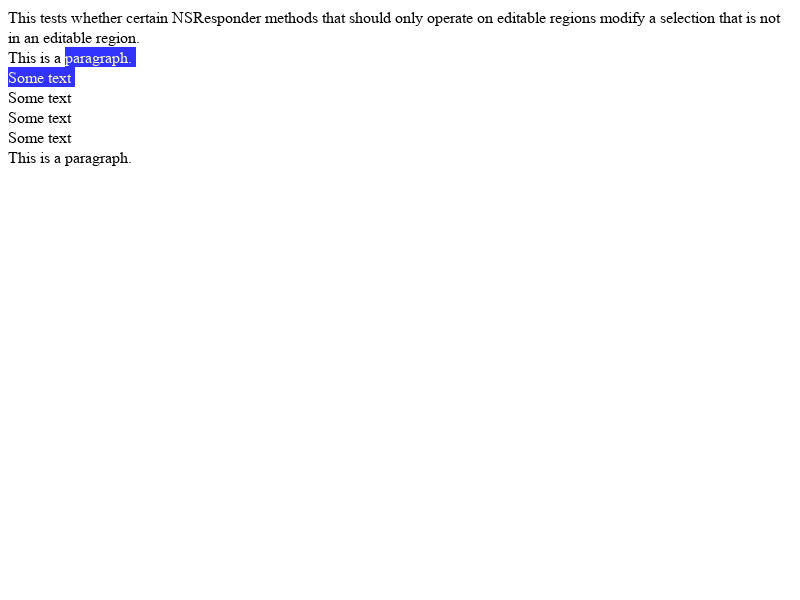 This tests whether certain NSResponder methods that should only operate on editable regions modify a selection that is not
in an editable region.
This is a paragraph.
Some text
Some text
Some text
Some text
This is a paragraph.